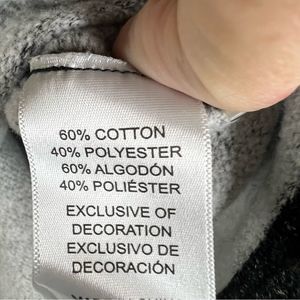 60% COTTON
40% POLYESTER
60% ALGODÓN
40% POLIÉSTER
EXCLUSIVE OF
DECORATION
EXCLUSIVO DE
DECORACIÓN